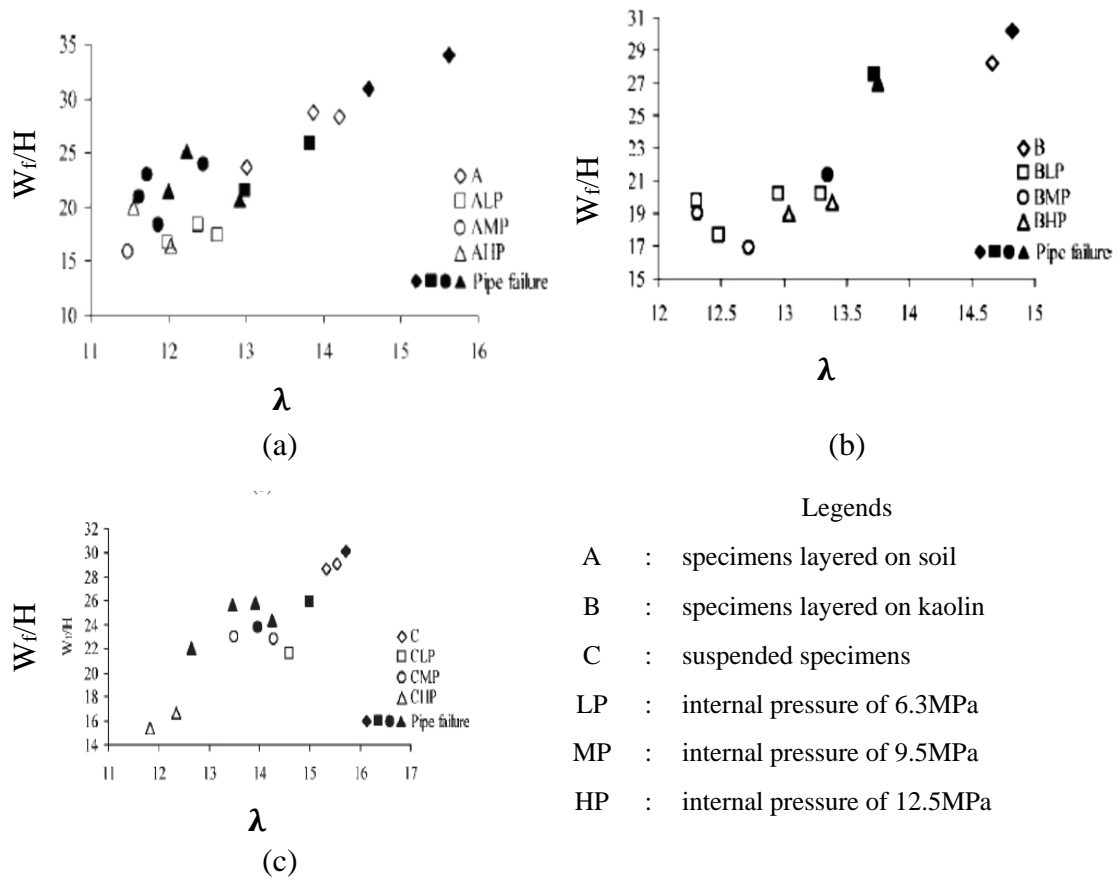 35
30
25
20
15
10
11 12 13 14 15 16
Wf/H
A
ALP
AMP
AHP
Pipe failure
λ
(a)
31
29
27
25
23
21
19
17
15
12 12.5 13 13.5 14 14.5 15
Wf/H
B
BLP
BMP
BHP
Pipe failure
λ
(b)
32
30
28
26
24
22
20
18
16
14
11 12 13 14 15 16 17
Wf/H
Wf/H
C
CLP
CMP
CHP
Pipe failure
λ
(c)
Legends
A : specimens layered on soil
B : specimens layered on kaolin
C : suspended specimens
LP : internal pressure of 6.3MPa
MP : internal pressure of 9.5MPa
HP : internal pressure of 12.5MPa